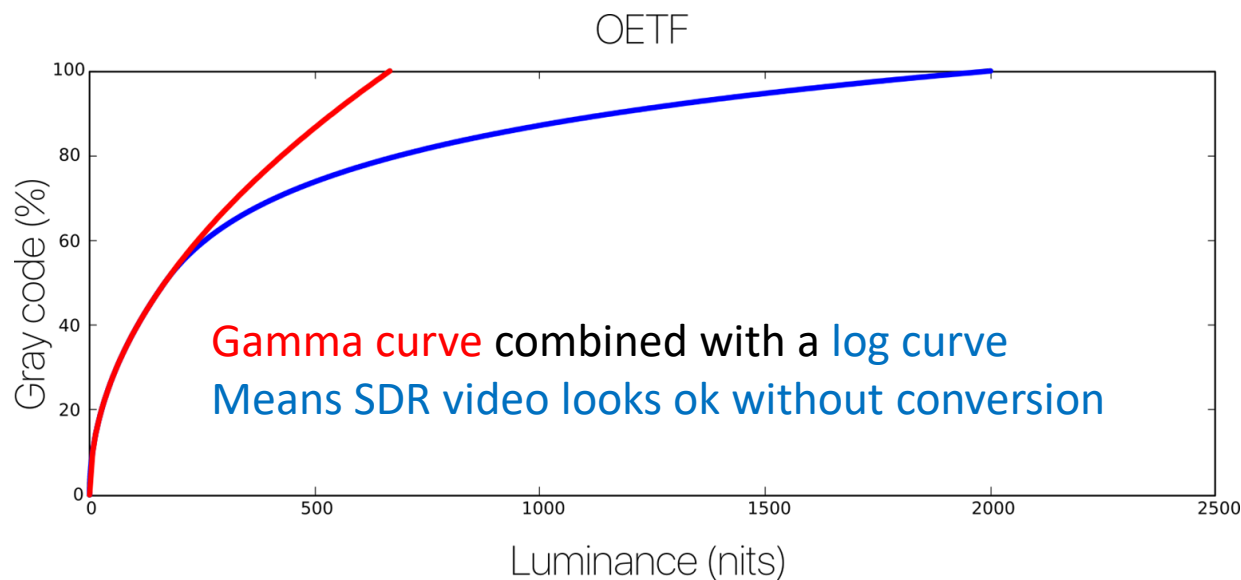 OETF
100
80
60
40
20
0
Gray code (%)
Gamma curve combined with a log curve
Means SDR video looks ok without conversion
0 500 1000 1500 2000 2500
Luminance (nits)